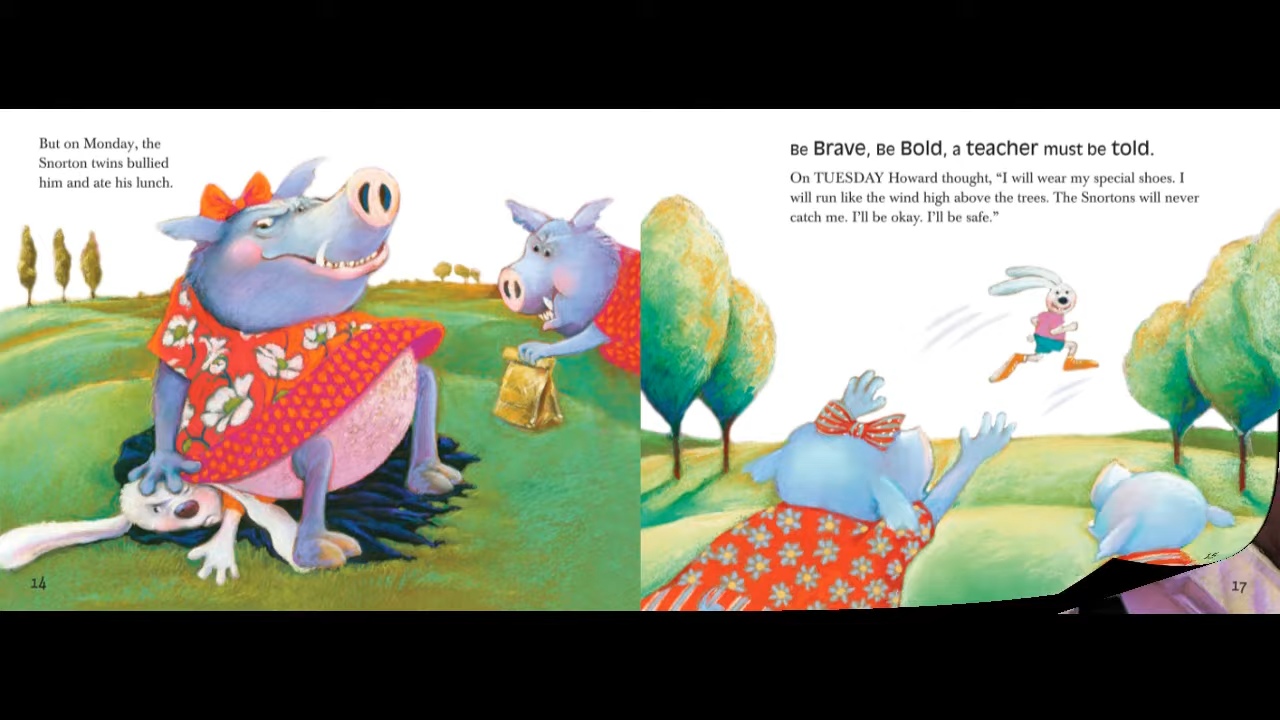 But on Monday, the
Snorton twins bullied
him and ate his lunch.
14
Be Brave, Be Bold, a teacher must be told.
On TUESDAY Howard thought, “I will wear my special shoes. I
will run like the wind high above the trees. The Snortons will never
catch me. I’ll be okay. I’ll be safe.”
17